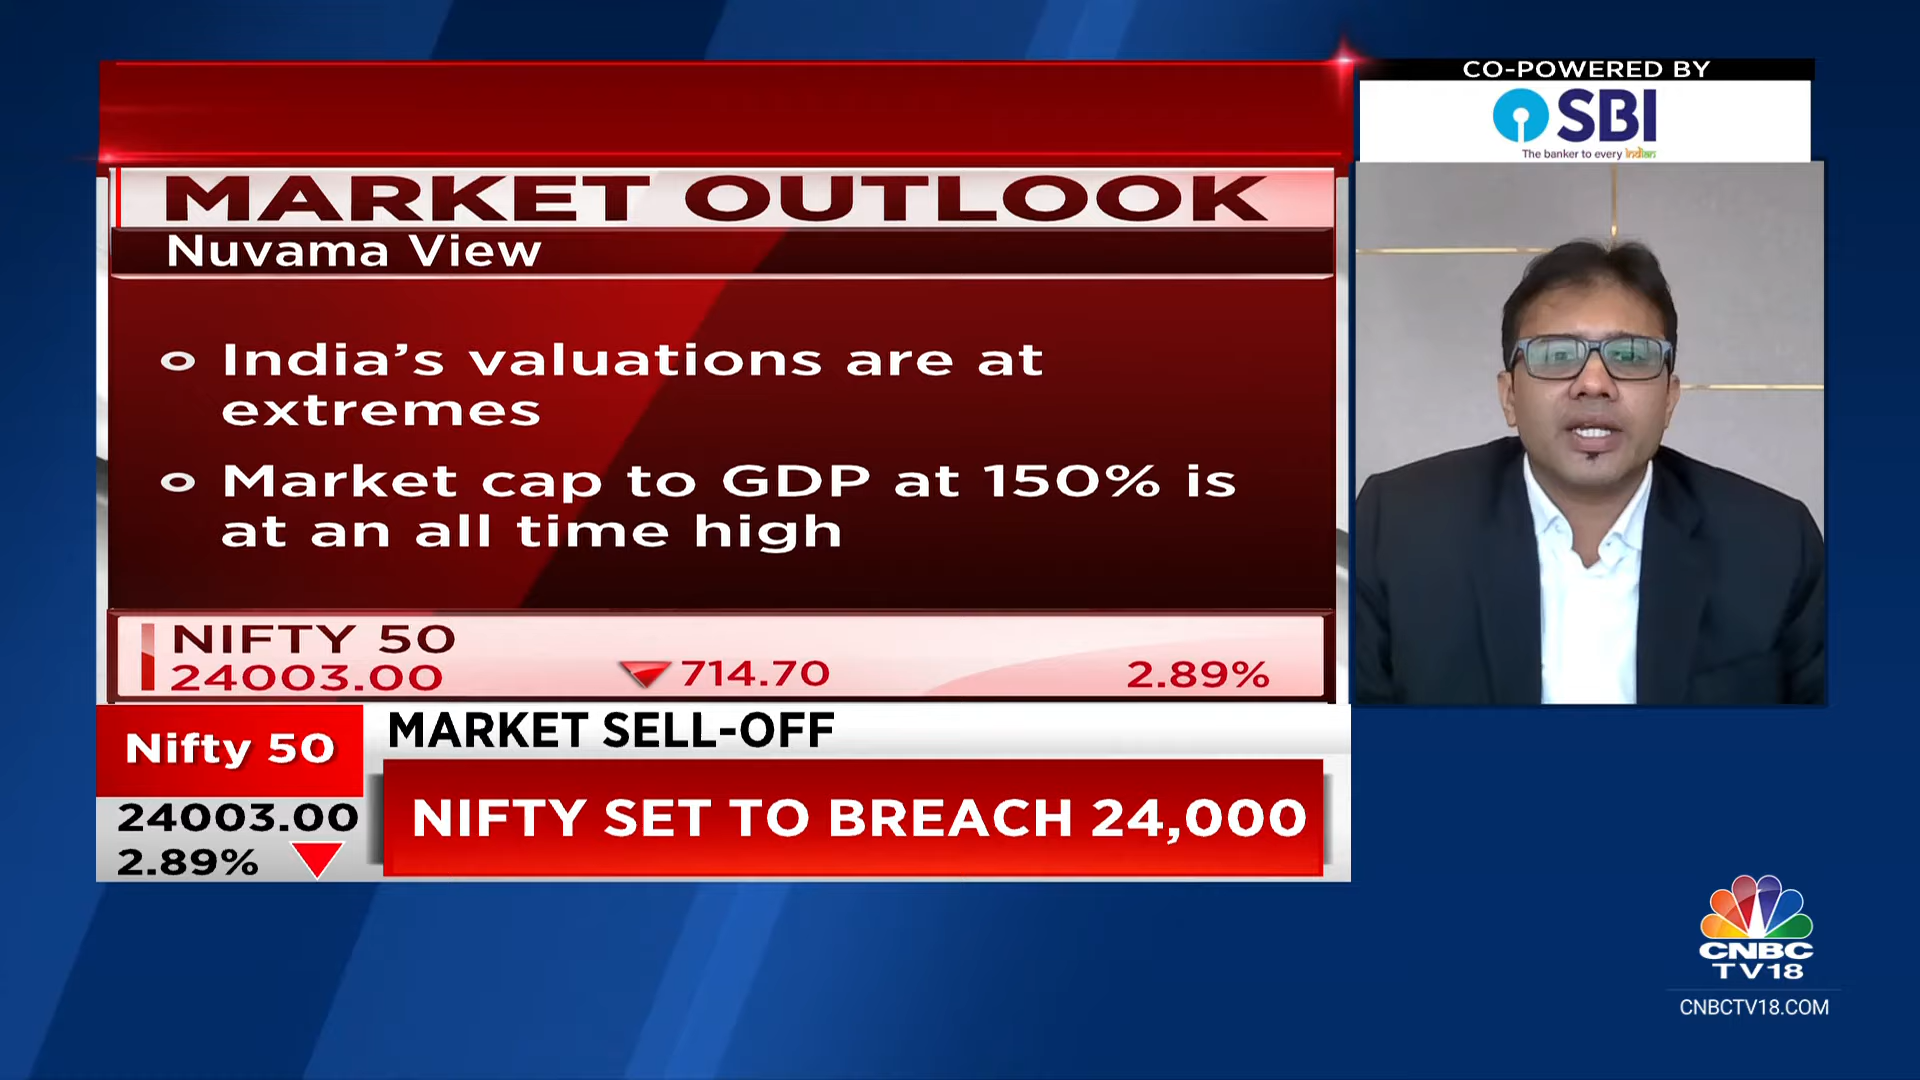 CO-POWERED BY
SBI
The banker to every indian
MARKET OUTLOOK
Nuvama View
India’s valuations are at
extremes
Market cap to GDP at 150% is
at an all time high
NIFTY 50
24003.00 714.70 2.89%
Nifty 50
24003.00
2.89%
MARKET SELL-OFF
NIFTY SET TO BREACH 24,000
CNBC
TV18
CNBCTV18.COM